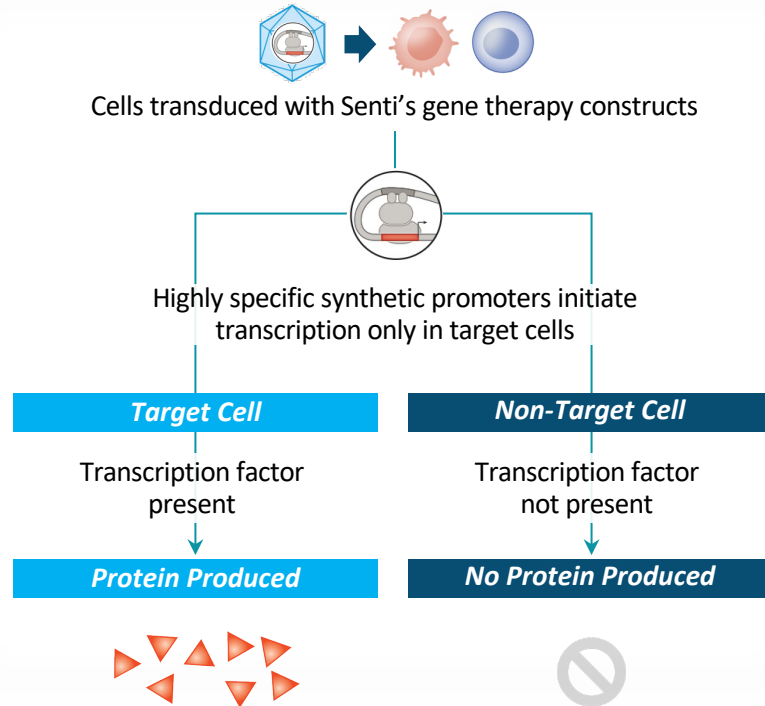 Cells transduced with Senti's gene therapy constructs
Highly specific synthetic promoters initiate
transcription only in target cells
Target Cell
Non-Target Cell
Transcription factor
present
Transcription factor
not present
Protein Produced
No Protein Produced